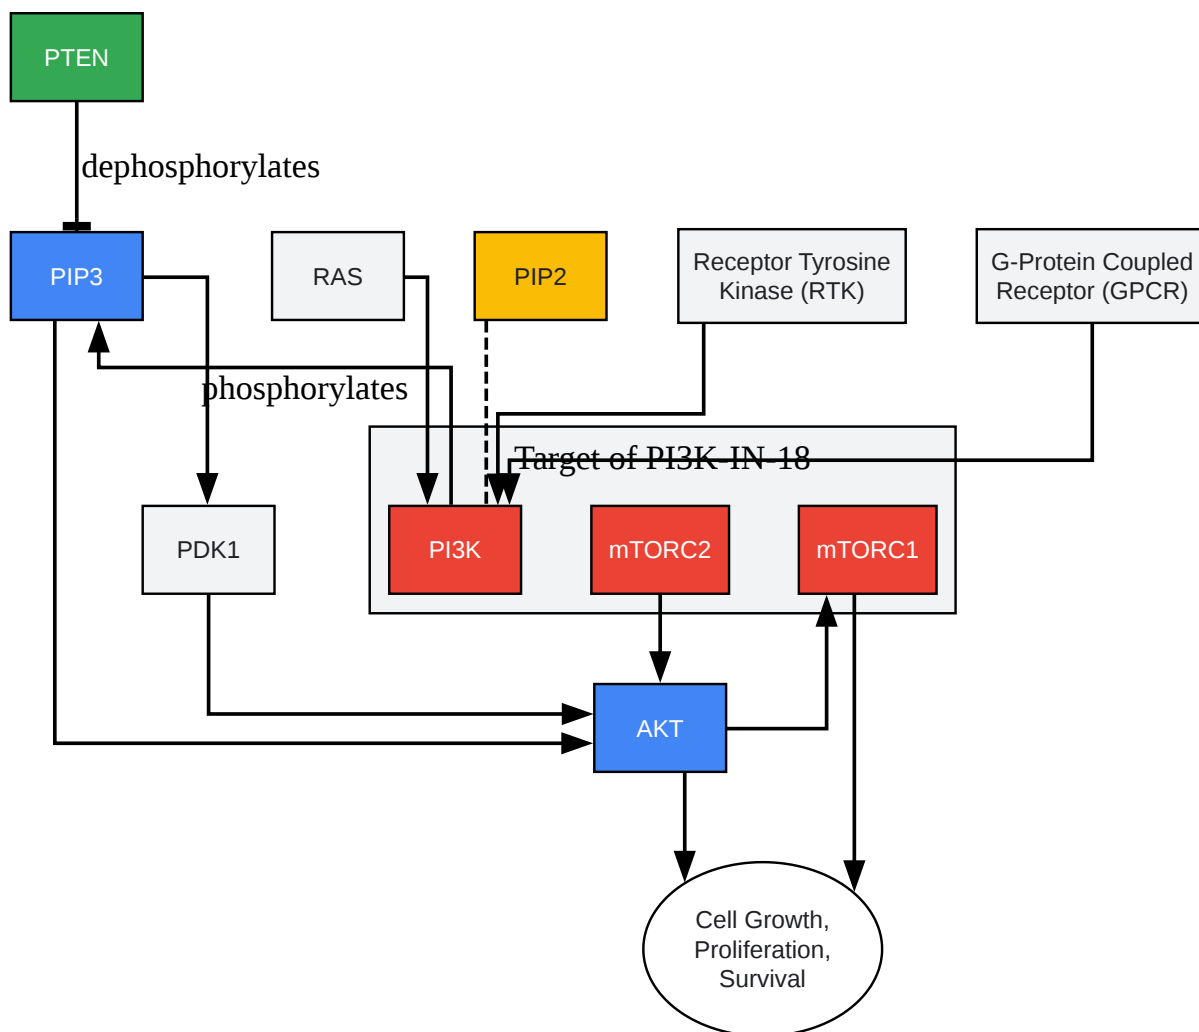 PTEN
dephosphorylates
PIP3
RAS
PIP2
Receptor Tyrosine
Kinase (RTK)
G-Protein Coupled
Receptor (GPCR)
phosphorylates
Target of PI3K-IN-18
PDK1
PI3K
mTORC2
mTORC1
AKT
Cell Growth,
Proliferation,
Survival